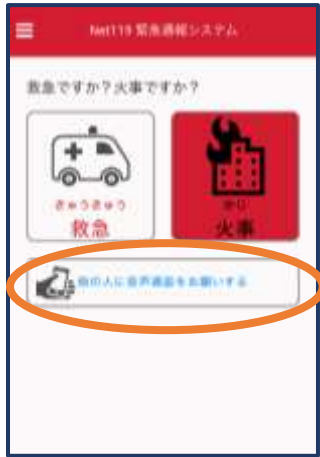 Net119 緊急通報システム
救急ですか？火事ですか？
きゅうきゅう
救急
かじ
火事
他の人に音声通話をお願いする